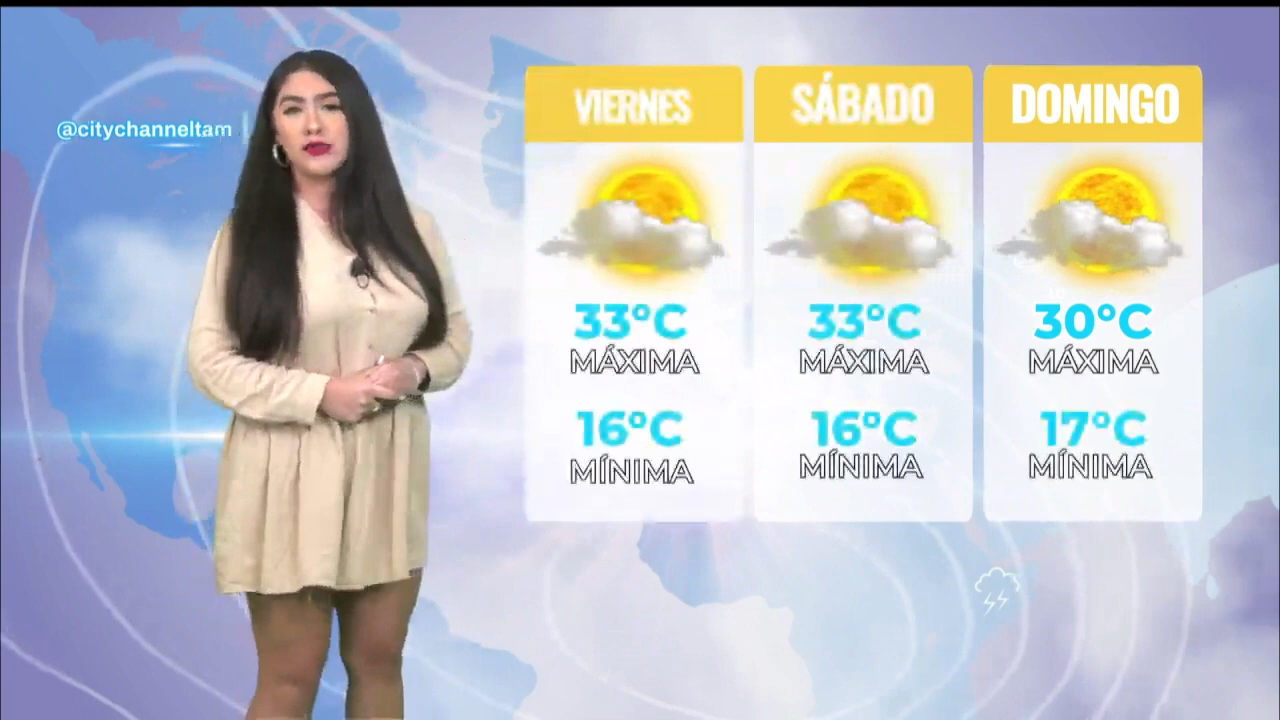 @citychanneltam
VIERNES
33°C
MÁXIMA
16°C
MÍNIMA
SÁBADO
33°C
MÁXIMA
16°C
MÍNIMA
DOMINGO
30°C
MÁXIMA
17°C
MÍNIMA